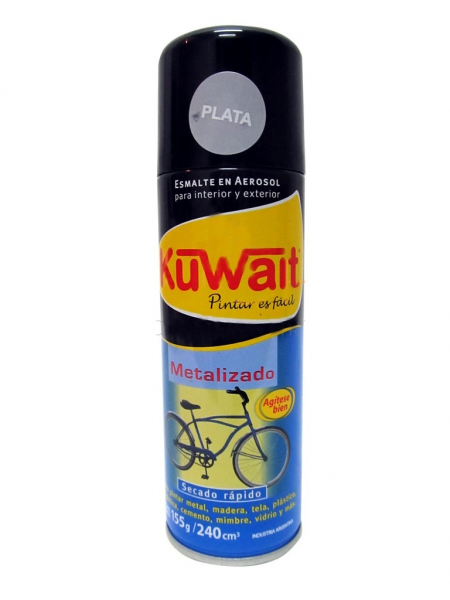 PLATA
ESMALTE EN AEROSOL
para interior y exterior
Kuwait
Pintar es fácil
Metalizado
Agítese
bien
Secado rápido
pintar metal, madera, tela, plástico,
cemento, mimbre, vidrio y más.
155g/240cm³
INDUSTRIA ARGENTINA